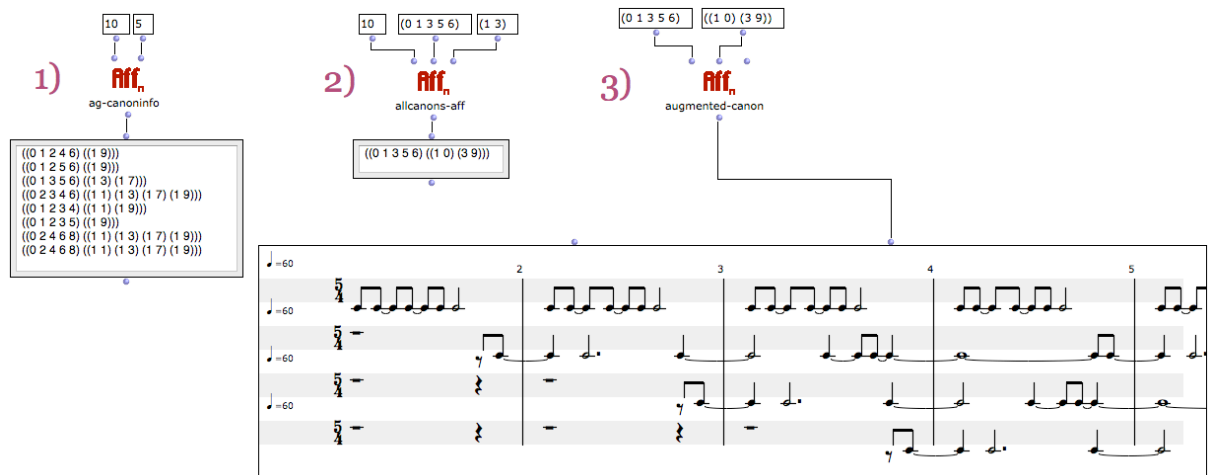 10 5
1)
Aff n
ag-canoninfo
((0 1 2 4 6) ((1 9)))
((0 1 2 5 6) ((1 9)))
((0 1 3 5 6) ((1 3) (1 7)))
((0 2 3 4 6) ((1 1) (1 3) (1 7) (1 9)))
((0 1 2 3 4) ((1 1) (1 9)))
((0 1 2 3 5) ((1 9)))
((0 2 4 6 8) ((1 1) (1 3) (1 7) (1 9)))
((0 2 4 6 8) ((1 1) (1 3) (1 7) (1 9)))
10 (0 1 3 5 6) (1 3)
2)
Aff n
allcanons-aff
((0 1 3 5 6) ((1 0) (3 9)))
(0 1 3 5 6) ((1 0) (3 9))
3)
Aff n
augmented-canon
=60
2 3 4 5
5
4
=60
5
4
=60
5
4
=60
5
4